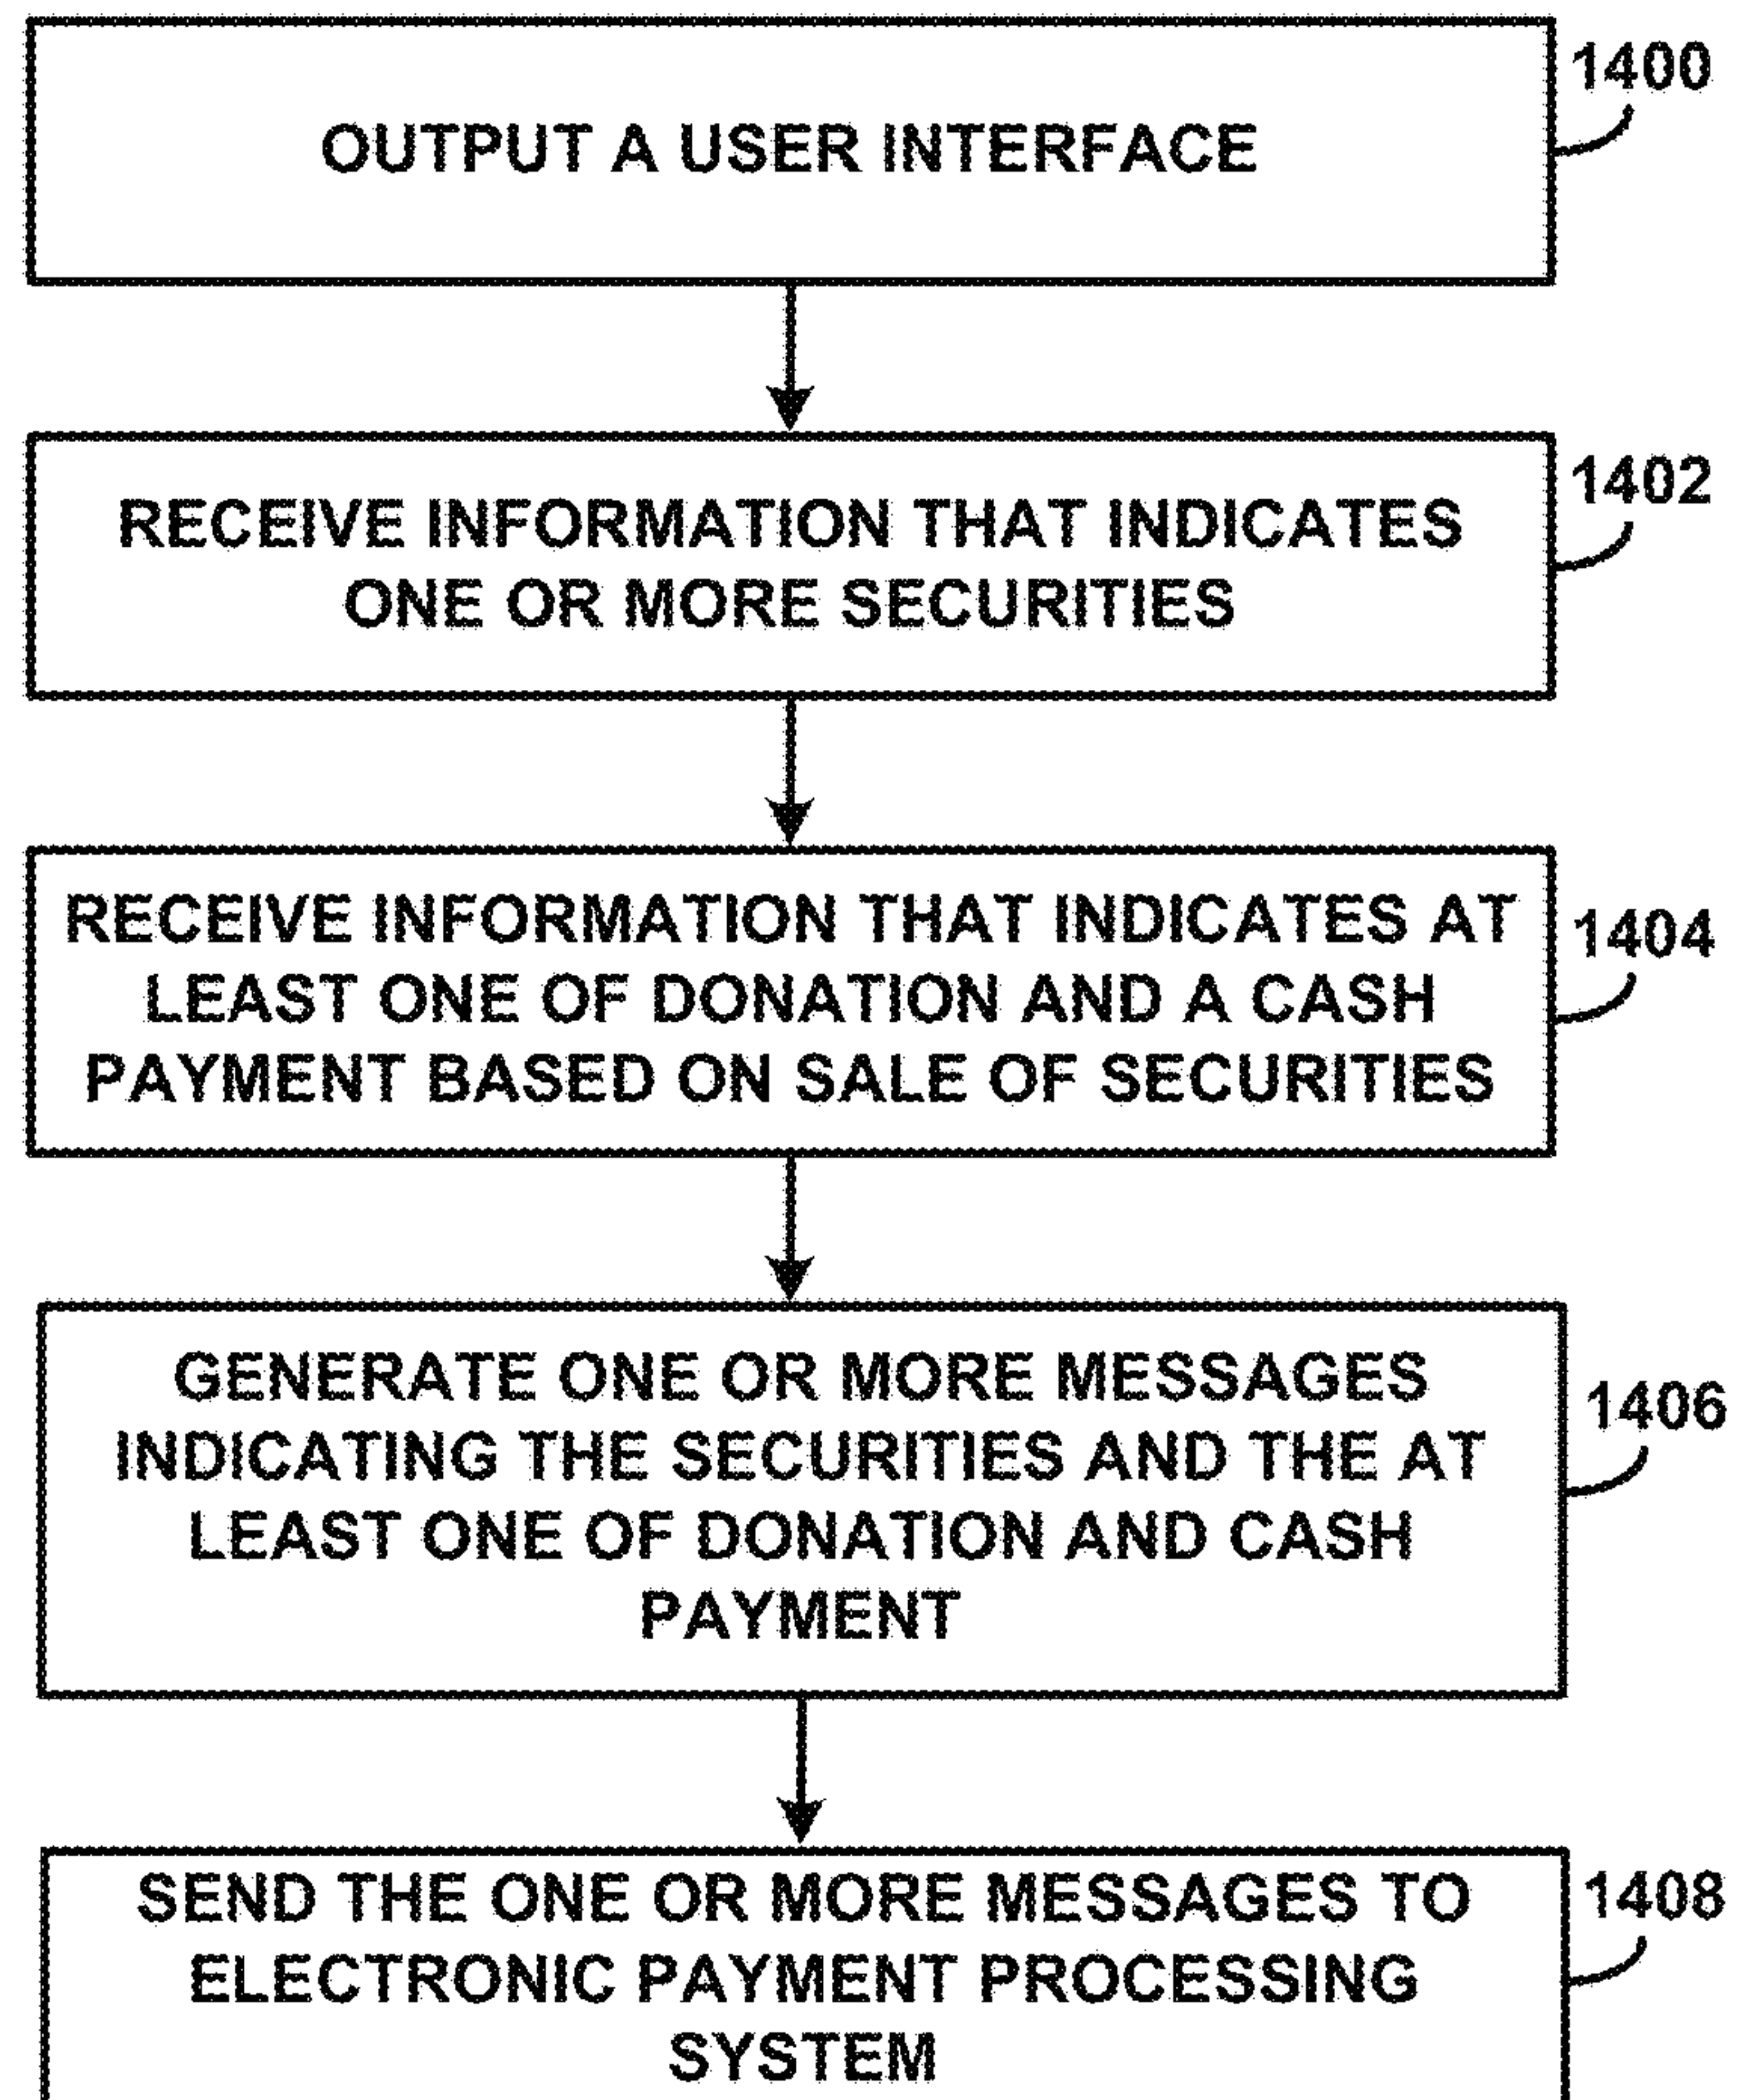 OUTPUT A USER INTERFACE
1400
RECEIVE INFORMATION THAT INDICATES
ONE OR MORE SECURITIES
1402
RECEIVE INFORMATION THAT INDICATES AT
LEAST ONE OF DONATION AND A CASH
PAYMENT BASED ON SALE OF SECURITIES
1404
GENERATE ONE OR MORE MESSAGES
INDICATING THE SECURITIES AND THE AT
LEAST ONE OF DONATION AND CASH
PAYMENT
1406
SEND THE ONE OR MORE MESSAGES TO
ELECTRONIC PAYMENT PROCESSING
SYSTEM
1408